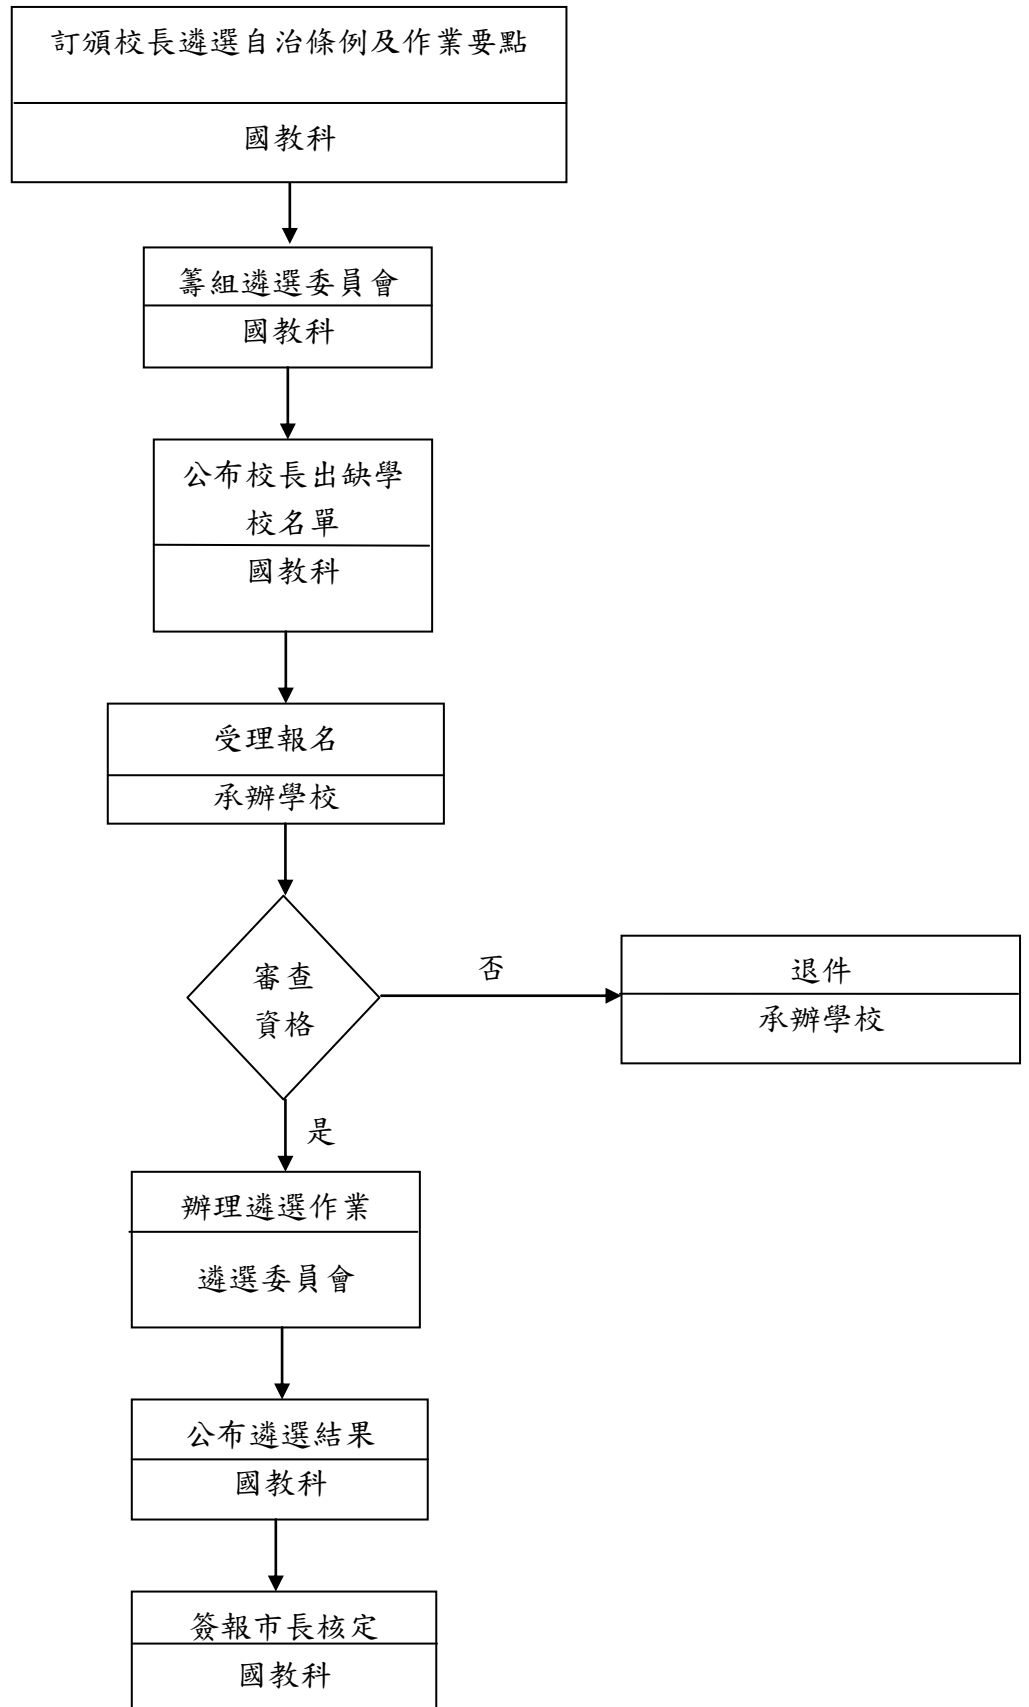 訂頒校長遴選自治條例及作業要點
國教科
籌組遴選委員會
國教科
公布校長出缺學
校名單
國教科
受理報名
承辦學校
審查
資格
否
退件
承辦學校
是
辦理遴選作業
遴選委員會
公布遴選結果
國教科
簽報市長核定
國教科